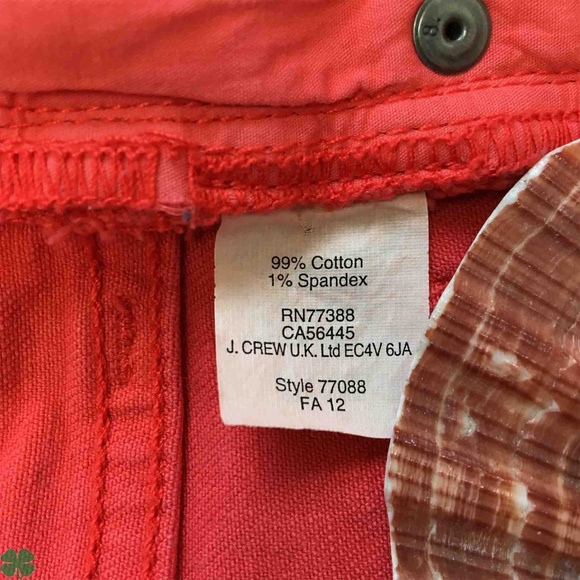 99% Cotton
1% Spandex
RN77388
CA56445
J. CREW U.K. Ltd EC4V 6JA
Style 77088
FA 12